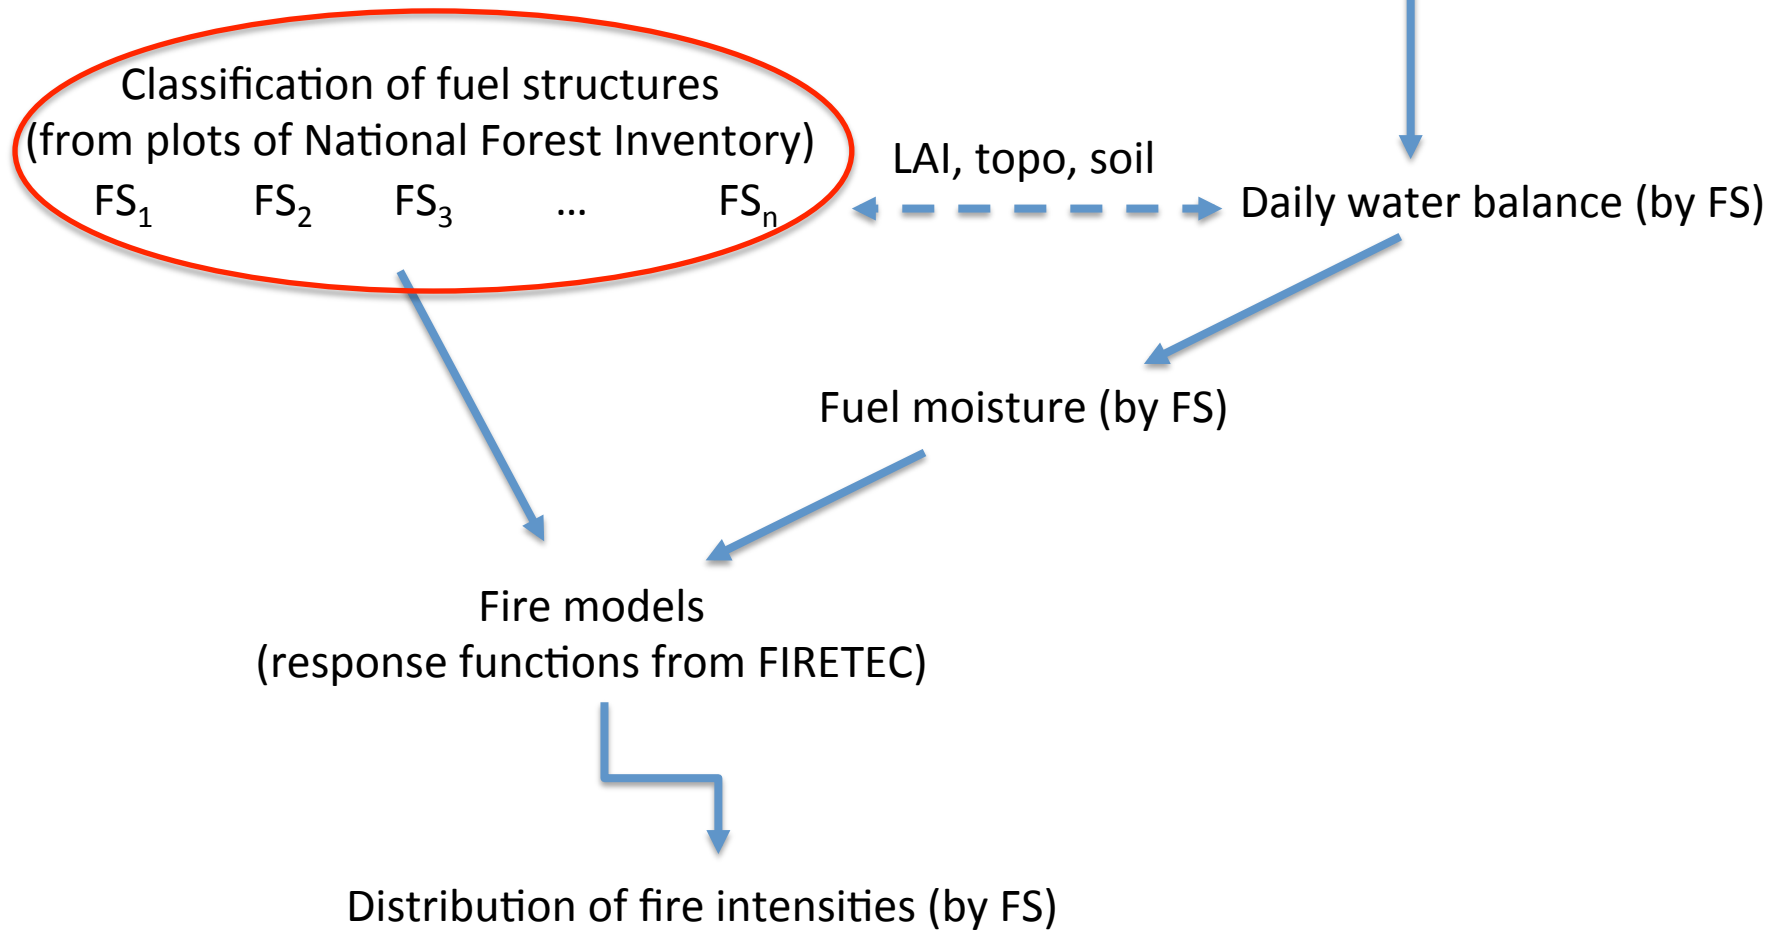 Classification of fuel structures
(from plots of National Forest Inventory)
FS1 FS2 FS3 ... FSn
LAI, topo, soil
Daily water balance (by FS)
Fuel moisture (by FS)
Fire models
(response functions from FIRETEC)
Distribution of fire intensities (by FS)